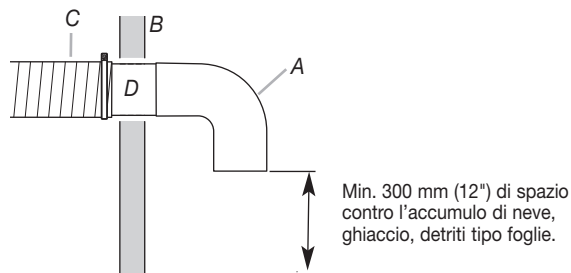 C
B
A
D
Min. 300 mm (12") di spazio
contro l'accumulo di neve,
ghiaccio, detriti tipo foglie.